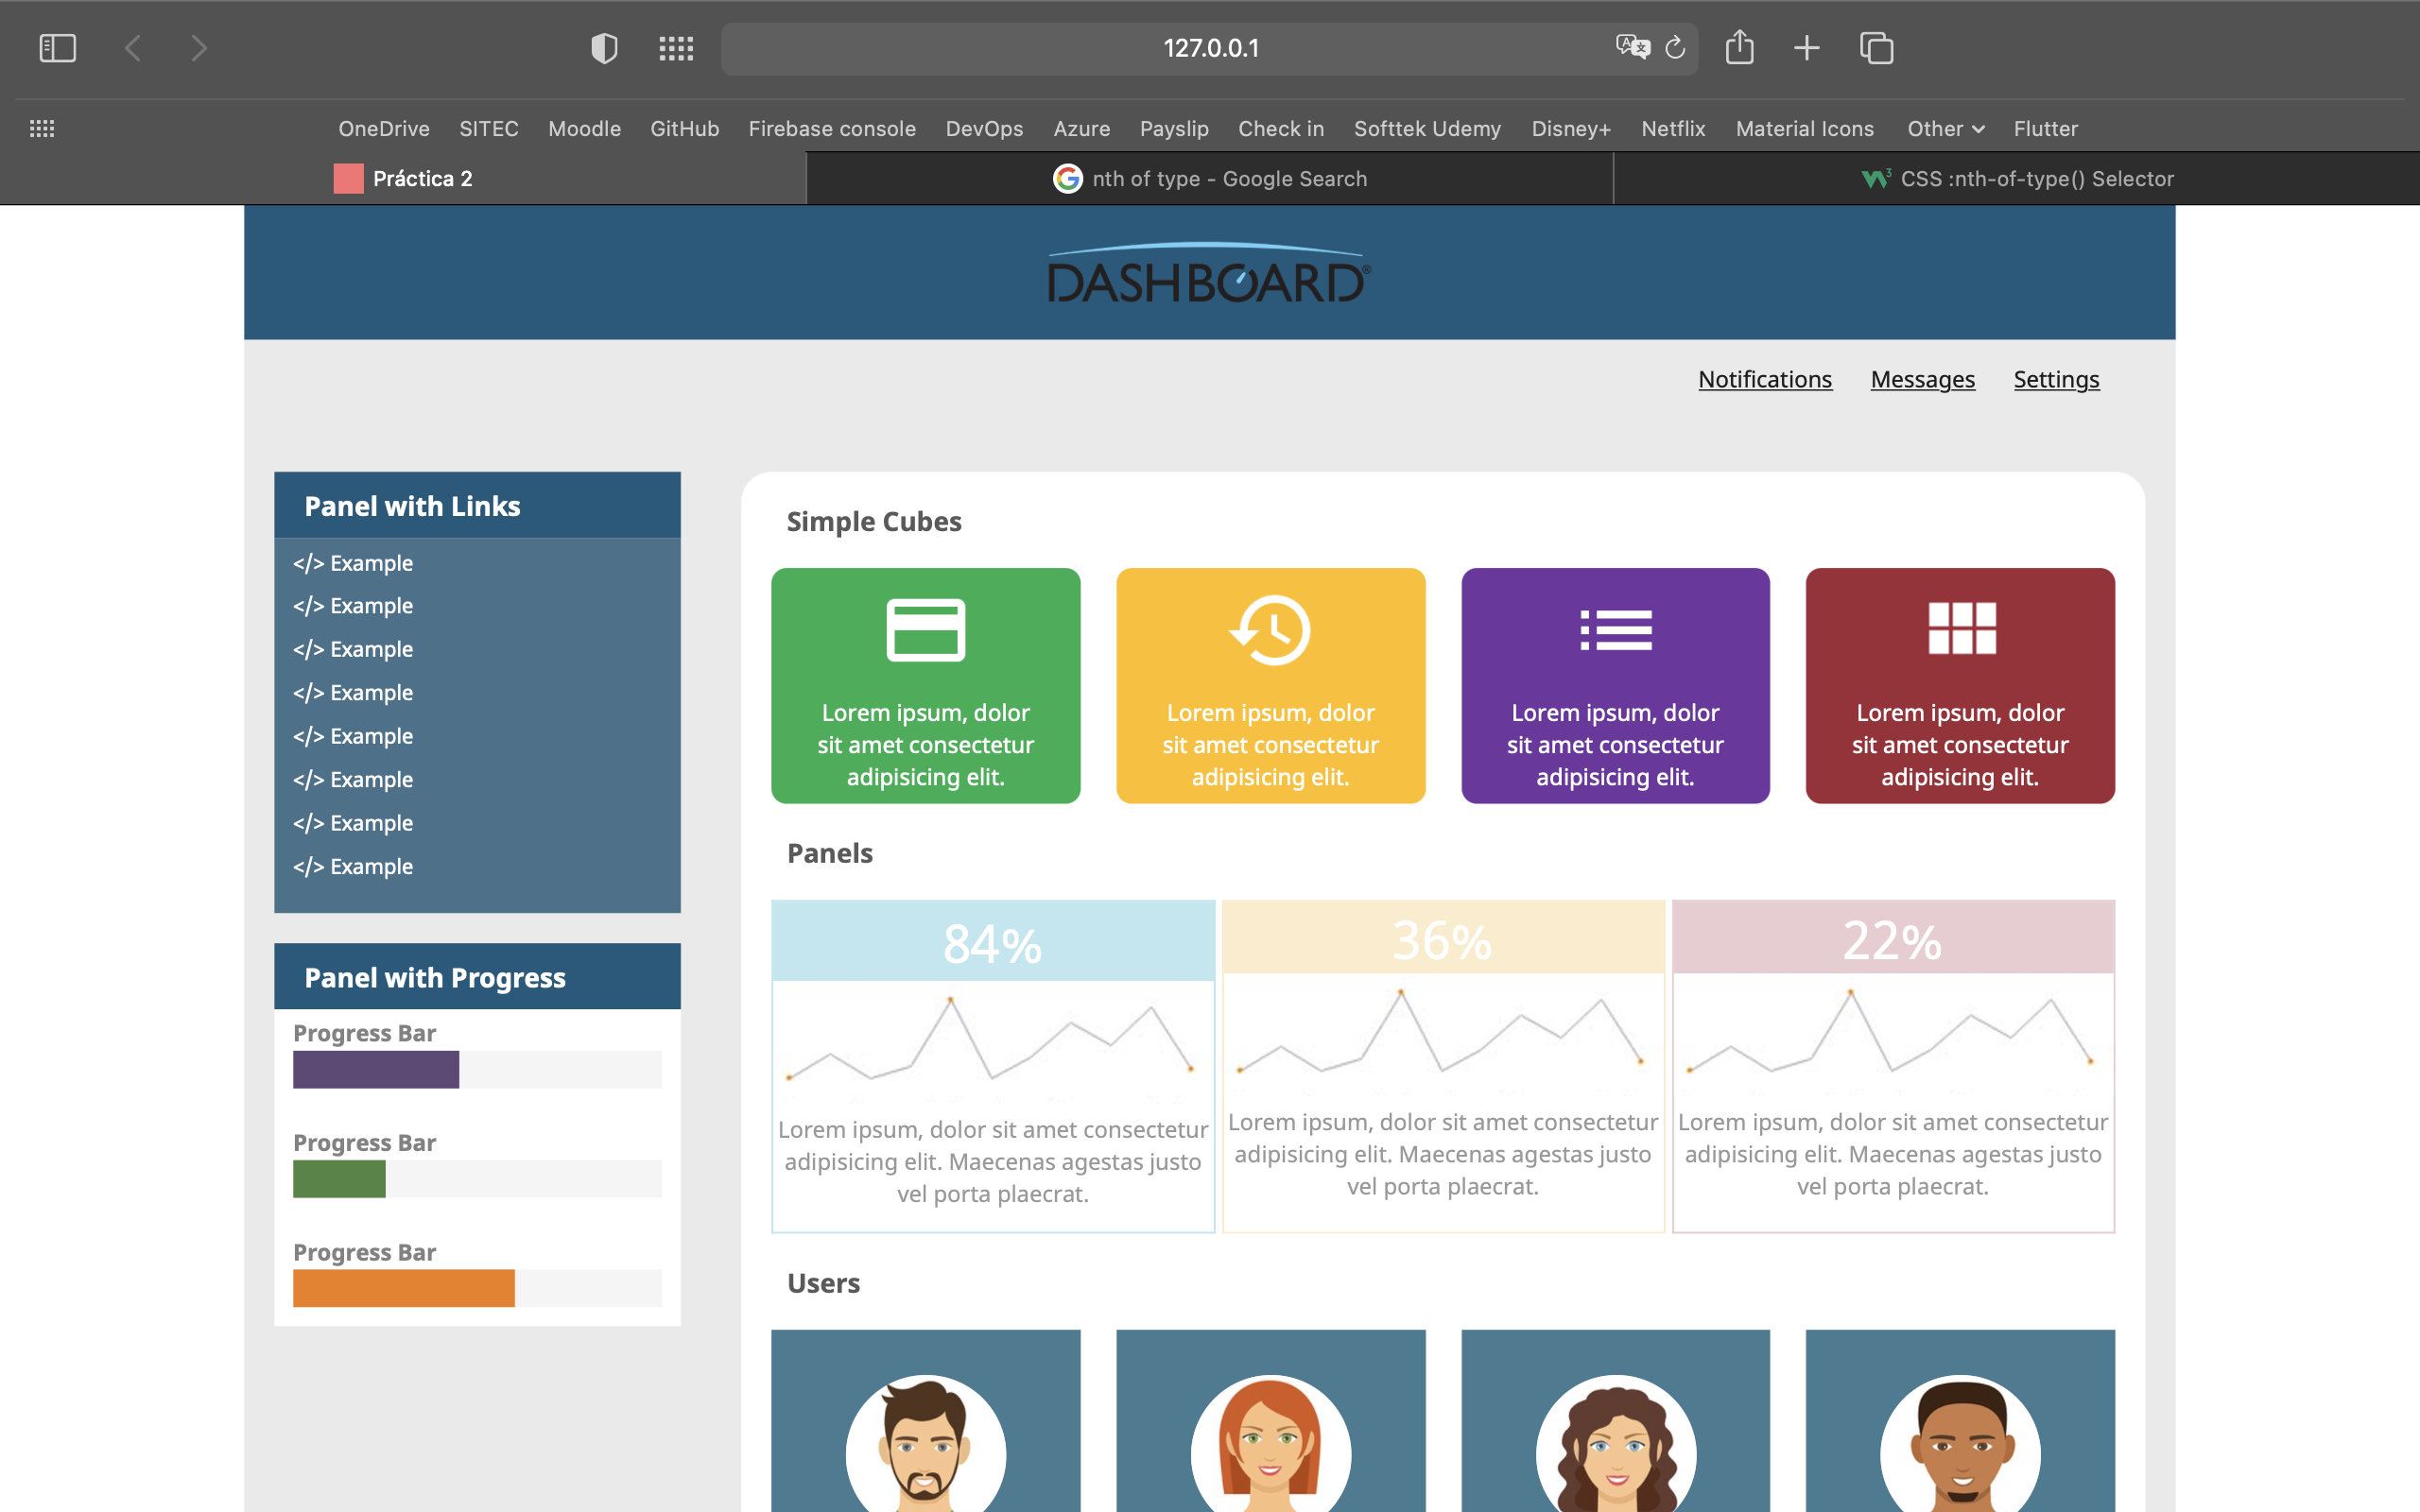 127.0.0.1
OneDrive SITEC Moodle GitHub Firebase console DevOps Azure Payslip Check in Softtek Udemy Disney+ Netflix Material Icons Other Flutter
Práctica 2
nth of type - Google Search
CSS :nth-of-type() Selector
DASHBOARD®
Notifications Messages Settings
Panel with Links
</> Example
</> Example
</> Example
</> Example
</> Example
</> Example
</> Example
</> Example
Panel with Progress
Progress Bar
Progress Bar
Progress Bar
Simple Cubes
Lorem ipsum, dolor
sit amet consectetur
adipisicing elit.
Lorem ipsum, dolor
sit amet consectetur
adipisicing elit.
Lorem ipsum, dolor
sit amet consectetur
adipisicing elit.
Lorem ipsum, dolor
sit amet consectetur
adipisicing elit.
Panels
84%
Lorem ipsum, dolor sit amet consectetur
adipisicing elit. Maecenas agestas justo
vel porta plaecrat.
36%
Lorem ipsum, dolor sit amet consectetur
adipisicing elit. Maecenas agestas justo
vel porta plaecrat.
22%
Lorem ipsum, dolor sit amet consectetur
adipisicing elit. Maecenas agestas justo
vel porta plaecrat.
Users